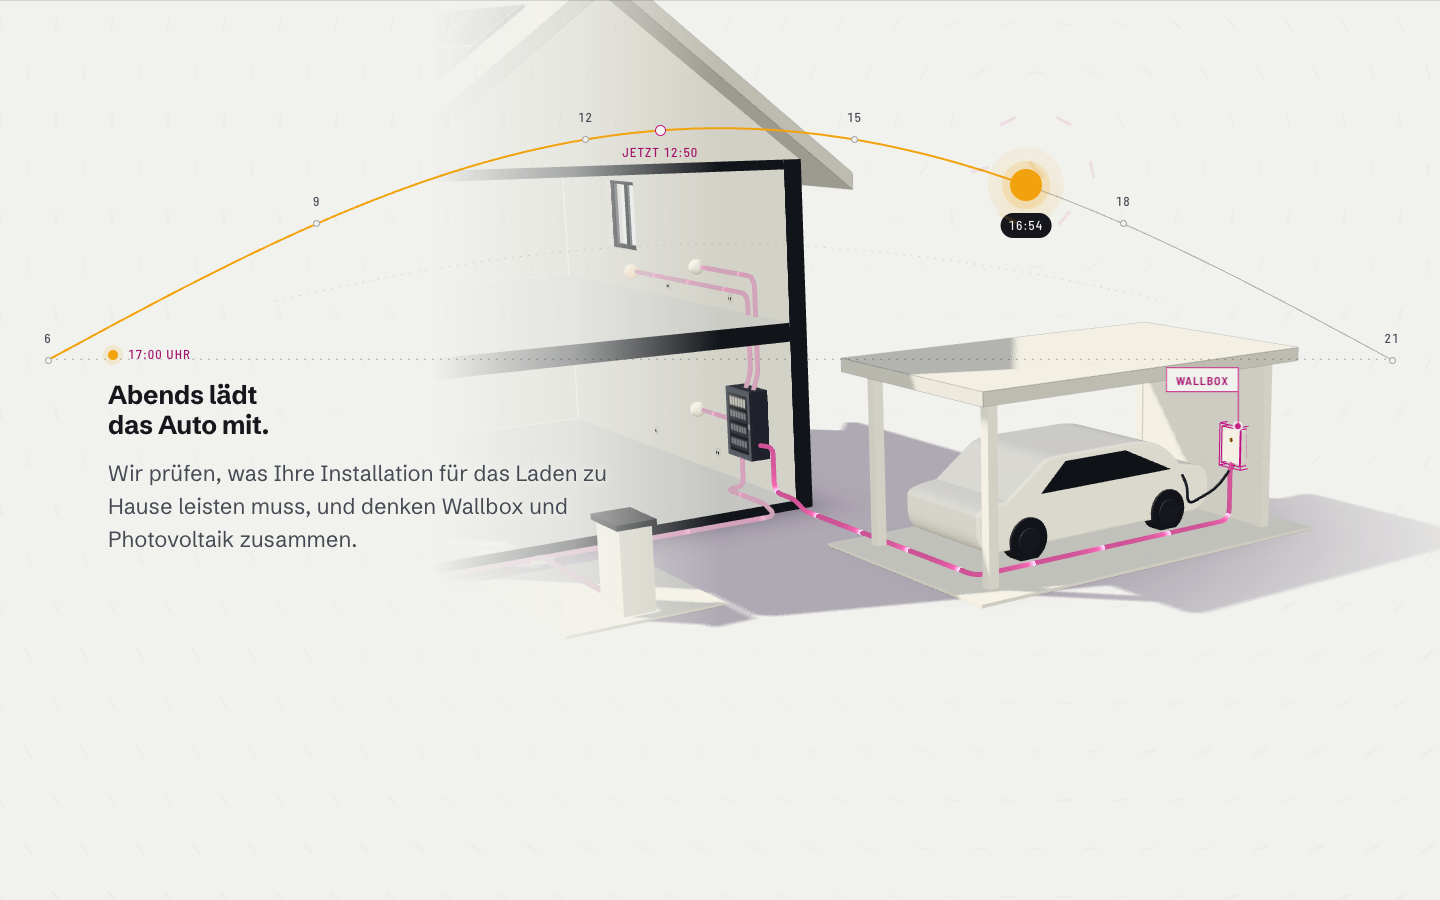 12
15
JETZT 12:50
9
18
16:54
6
21
17:00 UHR
Abends lädt
das Auto mit.
WALLBOX
Wir prüfen, was Ihre Installation für das Laden zu
Hause leisten muss, und denken Wallbox und
Photovoltaik zusammen.